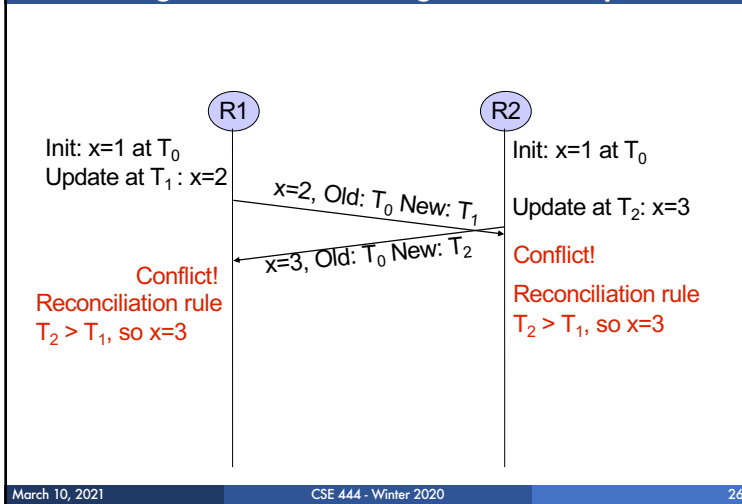 R1
R2
Init: x=1 at T₀
Update at T₁ : x=2
Init: x=1 at T₀
Update at T₂: x=3
x=2, Old: T₀ New: T₁
x=3, Old: T₀ New: T₂
Conflict!
Reconciliation rule
T₂ > T₁, so x=3
Conflict!
Reconciliation rule
T₂ > T₁, so x=3
March 10, 2021
CSE 444 - Winter 2020
26